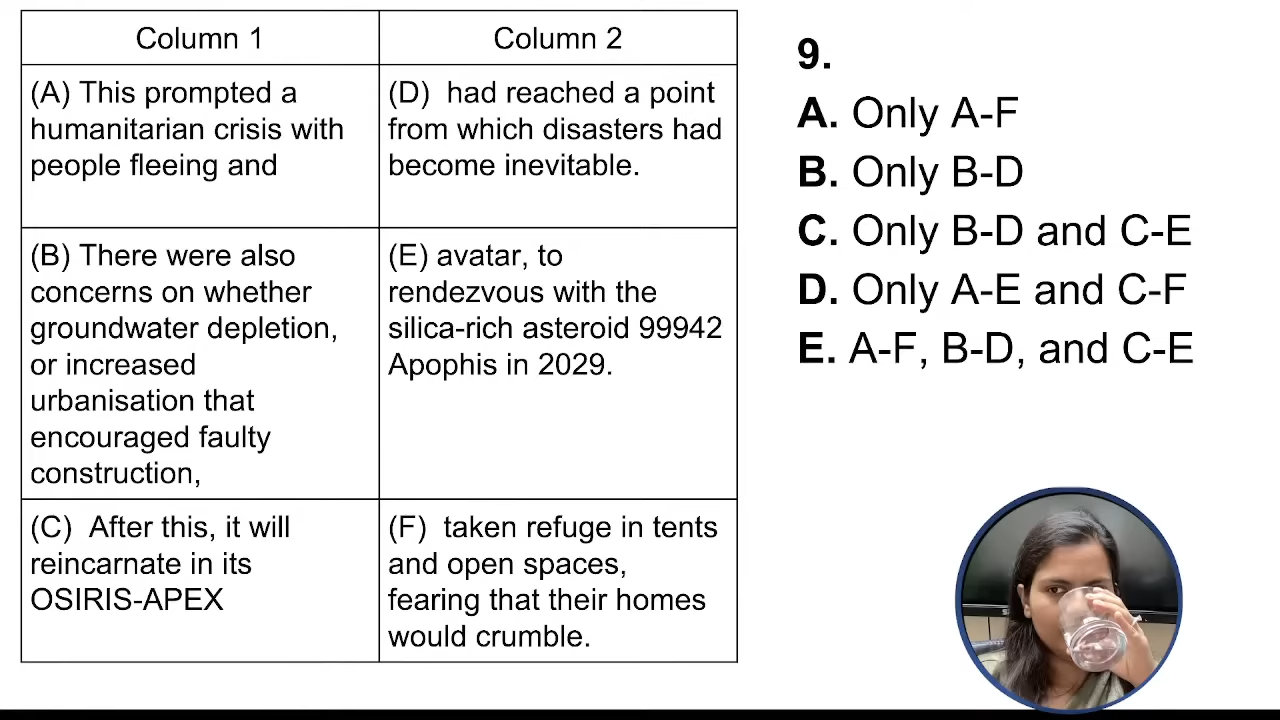 Column 1
Column 2
(A) This prompted a
humanitarian crisis with
people fleeing and
(D) had reached a point
from which disasters had
become inevitable.
(B) There were also
concerns on whether
groundwater depletion,
or increased
urbanisation that
encouraged faulty
construction,
(E) avatar, to
rendezvous with the
silica-rich asteroid 99942
Apophis in 2029.
(C) After this, it will
reincarnate in its
OSIRIS-APEX
(F) taken refuge in tents
and open spaces,
fearing that their homes
would crumble.
9.
A. Only A-F
B. Only B-D
C. Only B-D and C-E
D. Only A-E and C-F
E. A-F, B-D, and C-E